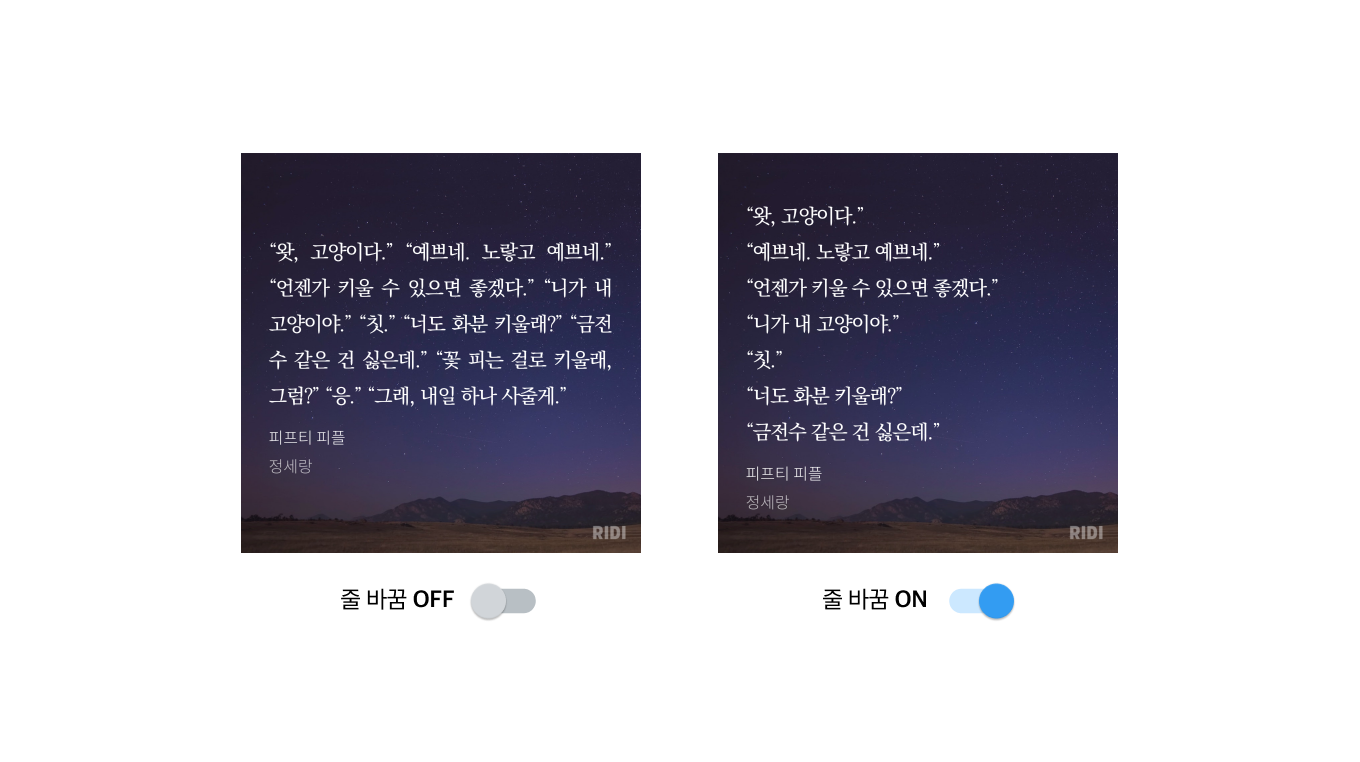 “왓, 고양이다.” “예쁘네. 노랗고 예쁘네.”
“언젠가 키울 수 있으면 좋겠다.” “니가 내
고양이야.” “칫.” “너도 화분 키울래?” “금전
수 같은 건 싫은데.” “꽃 피는 걸로 키울래,
그럼?” “응.” “그래, 내일 하나 사줄게.”
피프티 피플
정세랑
RIDI
줄 바꿈 OFF
“왓, 고양이다.”
“예쁘네. 노랗고 예쁘네.”
“언젠가 키울 수 있으면 좋겠다.”
“니가 내 고양이야.”
“칫.”
“너도 화분 키울래?”
“금전수 같은 건 싫은데.”
피프티 피플
정세랑
RIDI
줄 바꿈 ON